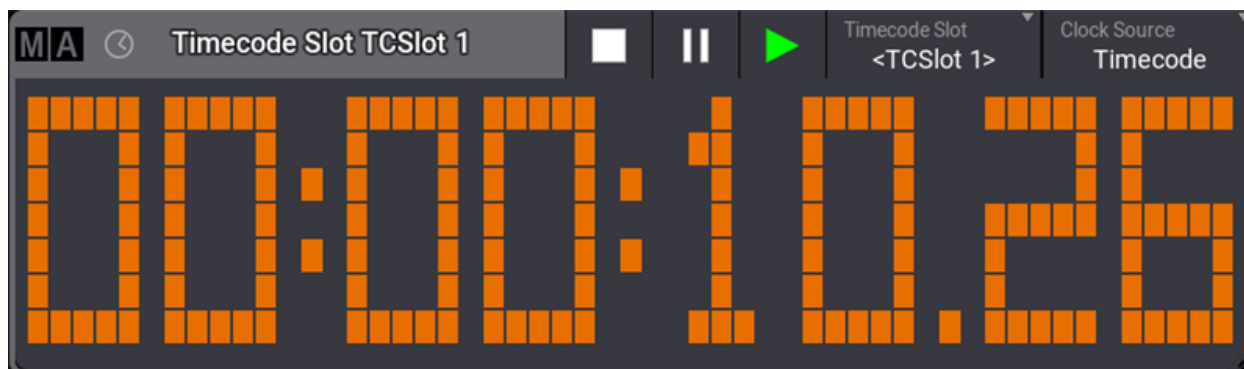 MA Timecode Slot TCSlot 1
Timecode Slot
<TCSlot 1>
Clock Source
Timecode
00:00:10.26